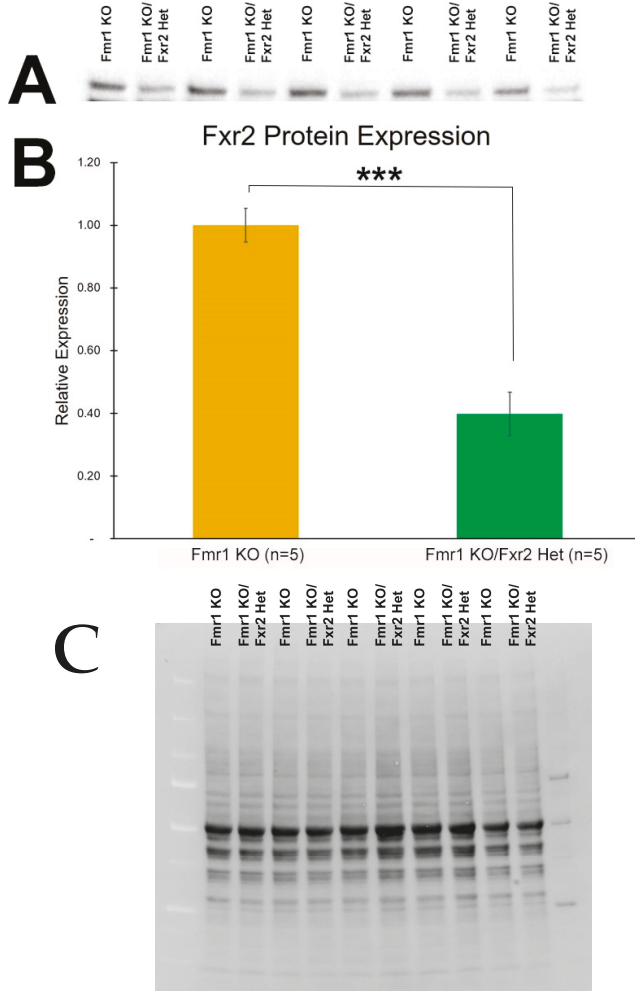 Fmr1 KO
Fmr1 KO/
Fxr2 Het
Fmr1 KO
Fmr1 KO/
Fxr2 Het
Fmr1 KO
Fmr1 KO/
Fxr2 Het
Fmr1 KO
Fmr1 KO/
Fxr2 Het
Fmr1 KO
Fmr1 KO/
Fxr2 Het
A
B
Fxr2 Protein Expression
***
1.20
1.00
0.80
0.60
0.40
0.20
-
Relative Expression
Fmr1 KO (n=5)
Fmr1 KO/Fxr2 Het (n=5)
C
Fmr1 KO
Fmr1 KO/
Fxr2 Het
Fmr1 KO
Fmr1 KO/
Fxr2 Het
Fmr1 KO
Fmr1 KO/
Fxr2 Het
Fmr1 KO
Fmr1 KO/
Fxr2 Het
Fmr1 KO
Fmr1 KO/
Fxr2 Het